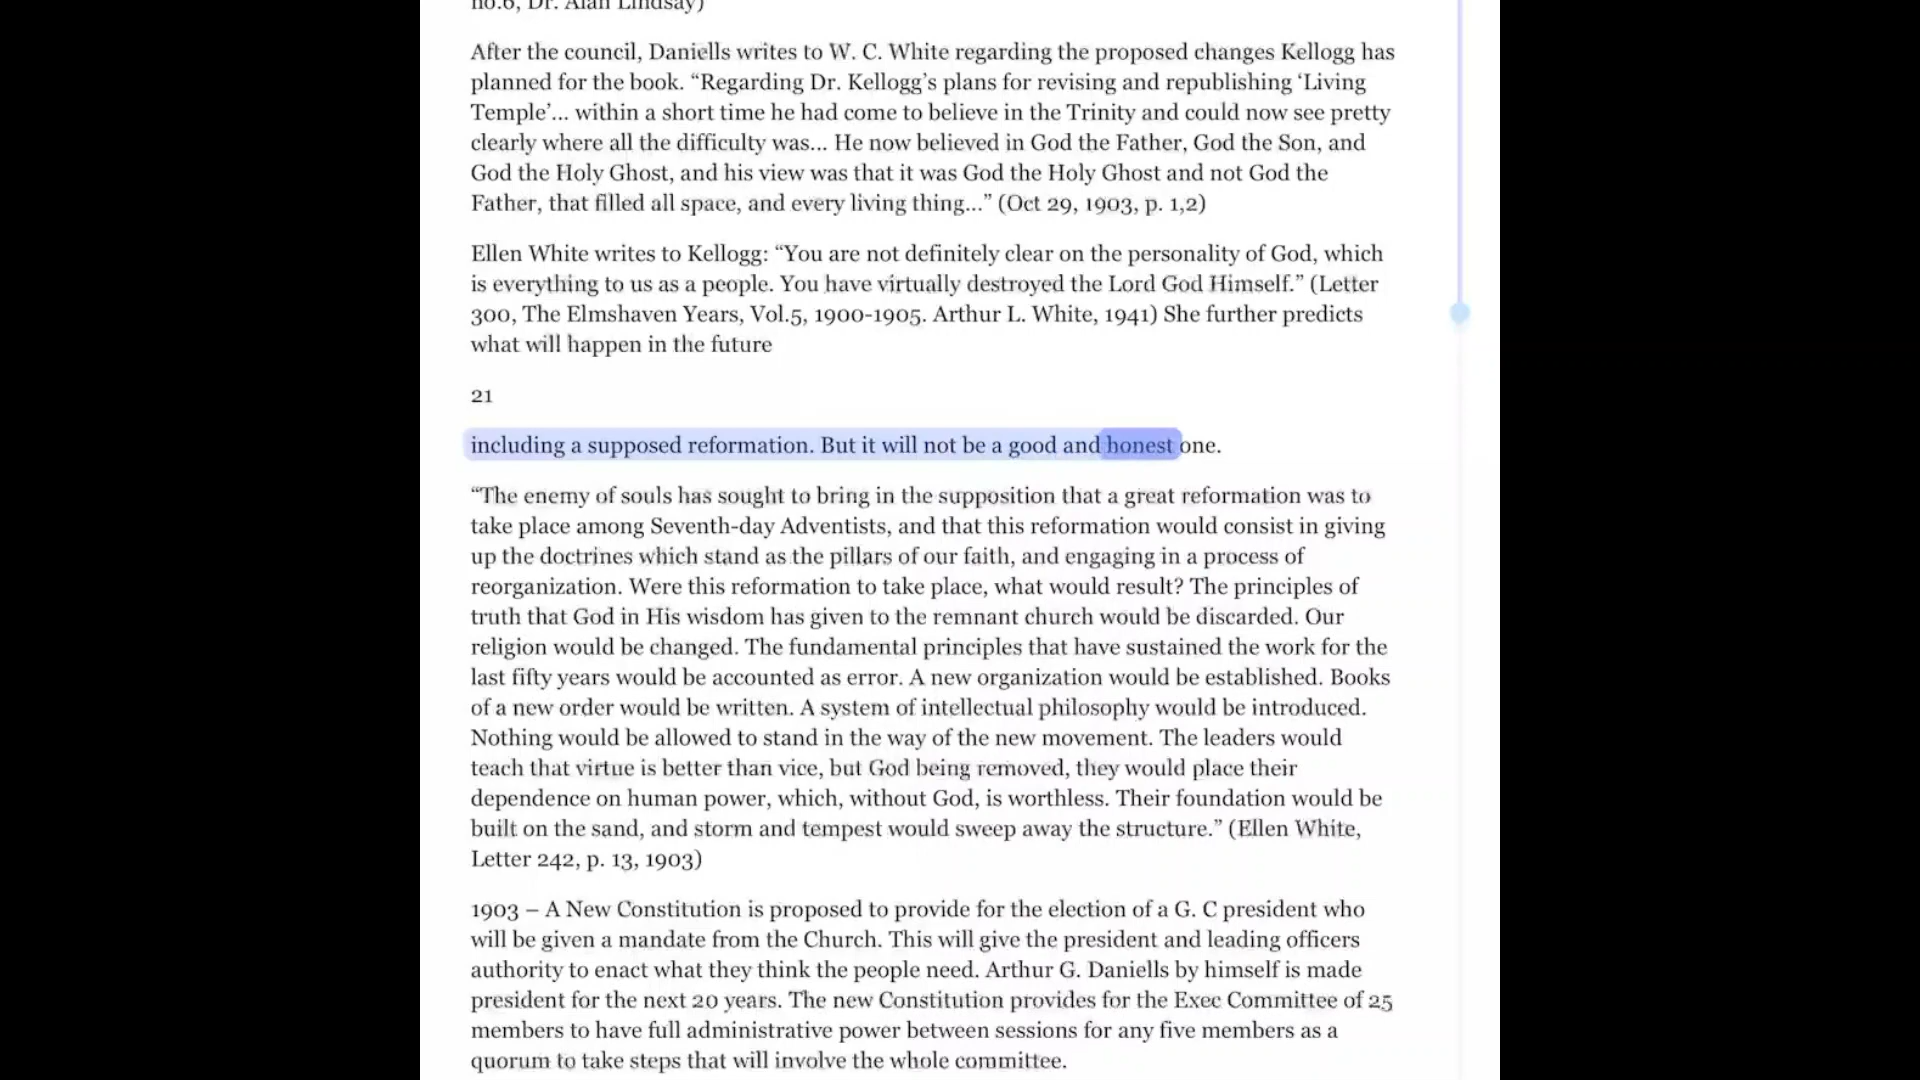 no.6, Dr. Alan Lindsay)
After the council, Daniells writes to W. C. White regarding the proposed changes Kellogg has
planned for the book. “Regarding Dr. Kellogg’s plans for revising and republishing ‘Living
Temple’... within a short time he had come to believe in the Trinity and could now see pretty
clearly where all the difficulty was... He now believed in God the Father, God the Son, and
God the Holy Ghost, and his view was that it was God the Holy Ghost and not God the
Father, that filled all space, and every living thing...” (Oct 29, 1903, p. 1,2)
Ellen White writes to Kellogg: “You are not definitely clear on the personality of God, which
is everything to us as a people. You have virtually destroyed the Lord God Himself.” (Letter
300, The Elmshaven Years, Vol.5, 1900-1905. Arthur L. White, 1941) She further predicts
what will happen in the future
21
including a supposed reformation. But it will not be a good and honest one.
“The enemy of souls has sought to bring in the supposition that a great reformation was to
take place among Seventh-day Adventists, and that this reformation would consist in giving
up the doctrines which stand as the pillars of our faith, and engaging in a process of
reorganization. Were this reformation to take place, what would result? The principles of
truth that God in His wisdom has given to the remnant church would be discarded. Our
religion would be changed. The fundamental principles that have sustained the work for the
last fifty years would be accounted as error. A new organization would be established. Books
of a new order would be written. A system of intellectual philosophy would be introduced.
Nothing would be allowed to stand in the way of the new movement. The leaders would
teach that virtue is better than vice, but God being removed, they would place their
dependence on human power, which, without God, is worthless. Their foundation would be
built on the sand, and storm and tempest would sweep away the structure.” (Ellen White,
Letter 242, p. 13, 1903)
1903 – A New Constitution is proposed to provide for the election of a G. C president who
will be given a mandate from the Church. This will give the president and leading officers
authority to enact what they think the people need. Arthur G. Daniells by himself is made
president for the next 20 years. The new Constitution provides for the Exec Committee of 25
members to have full administrative power between sessions for any five members as a
quorum to take steps that will involve the whole committee.